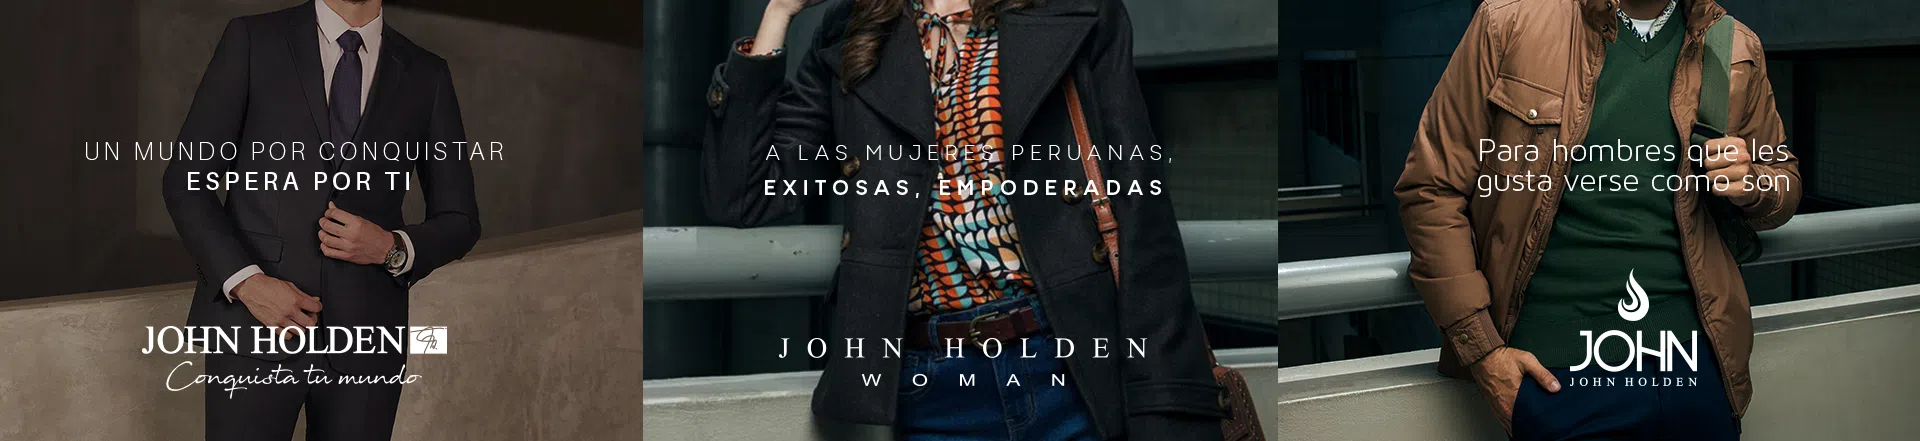 UN MUNDO POR CONQUISTAR
ESPERA POR TI
JOHN HOLDEN
Conquista tu mundo
A LAS MUJERES PERUANAS,
EXITOSAS, EMPODERADAS
JOHN HOLDEN
WOMAN
Para hombres que les
gusta verse como son
JOHN
JOHN HOLDEN